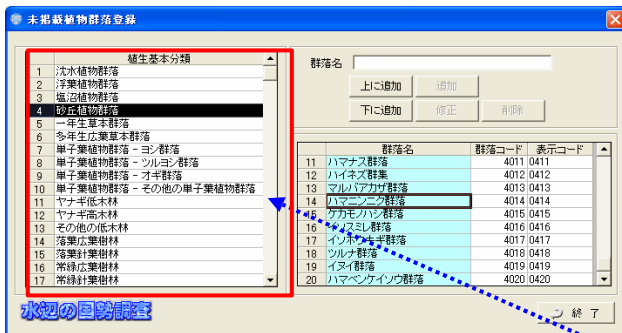 未掲載植物群落登録
植生基本分類
1 沈水植物群落
2 浮葉植物群落
3 塩沼植物群落
4 砂丘植物群落
5 一年生草本群落
6 多年生広葉草本群落
7 単子葉植物群落 - ヨシ群落
8 単子葉植物群落 - ツルヨシ群落
9 単子葉植物群落 - オギ群落
10 単子葉植物群落 - その他の単子葉植物群落
11 ヤナギ低木林
12 ヤナギ高木林
13 その他の低木林
14 落葉広葉樹林
15 落葉針葉樹林
16 常緑広葉樹林
17 常緑針葉樹林
群落名
上に追加 追加
下に追加 修正 削除
群落名 群落コード 表示コード
11 ハマナス群落 4011 0411
12 ハイネズ群集 4012 0412
13 マルバアカザ群落 4013 0413
14 ハマニンニク群落 4014 0414
15 ケカモノハシ群落 4015 0415
16 イソスミレ群落 4016 0416
17 イソホウキギ群落 4017 0417
18 ツルナ群落 4018 0418
19 イヌイ群落 4019 0419
20 ハマベンケイソウ群落 4020 0420
水辺の国勢調査
終了